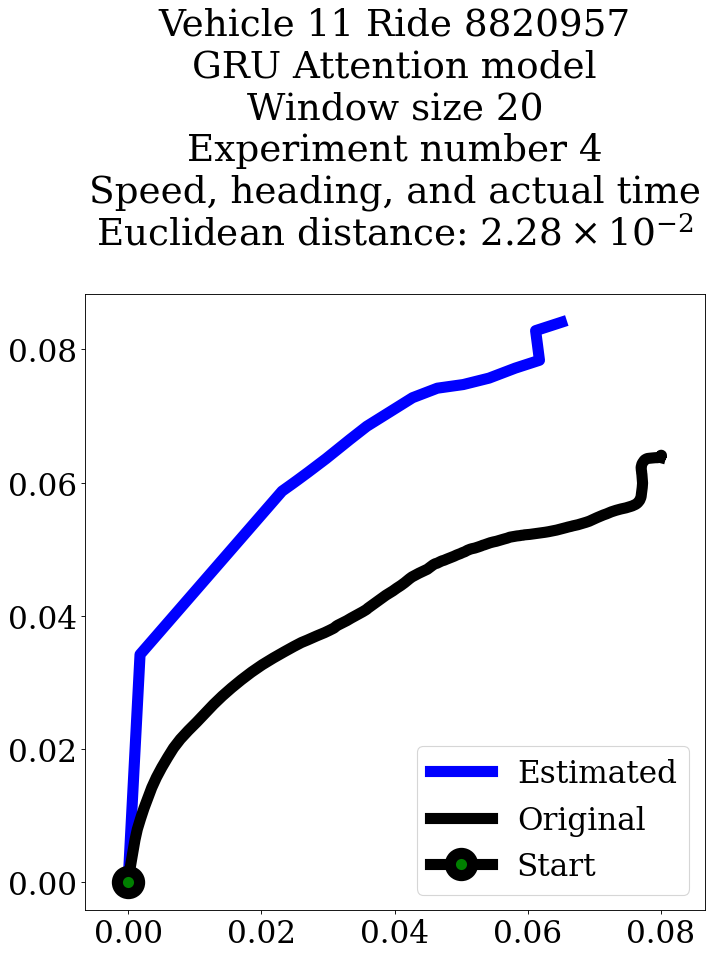 Vehicle 11 Ride 8820957
GRU Attention model
Window size 20
Experiment number 4
Speed, heading, and actual time
Euclidean distance: 2.28 × 10⁻²
0.08
0.06
0.04
0.02
0.00
Estimated
Original
Start
0.00 0.02 0.04 0.06 0.08